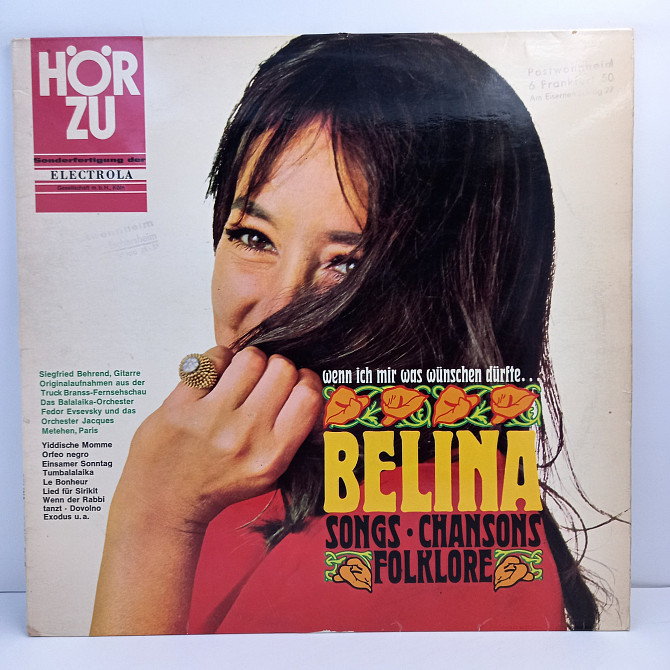 HÖR
ZU
Sonderfertigung der
ELECTROLA
Gesellschaft m.b.H., Köln
Postwohnheim
6 Frankfurt 50
wenn ich mir was wünschen dürfte...
BELINA
SONGS · CHANSONS
FOLKLORE
Siegfried Behrend, Gitarre
Originalaufnahmen aus der
Truck Branss-Fernsehschau
Das Balalaika-Orchester
Fedor Evsevsky und das
Orchester Jacques
Metehen, Paris
Yiddische Momme
Orfeo negro
Einsamer Sonntag
Tumbalalaika
Le Bonheur
Lied für Sirikit
Wenn der Rabbi
tanzt - Dovolno
Exodus u.a.